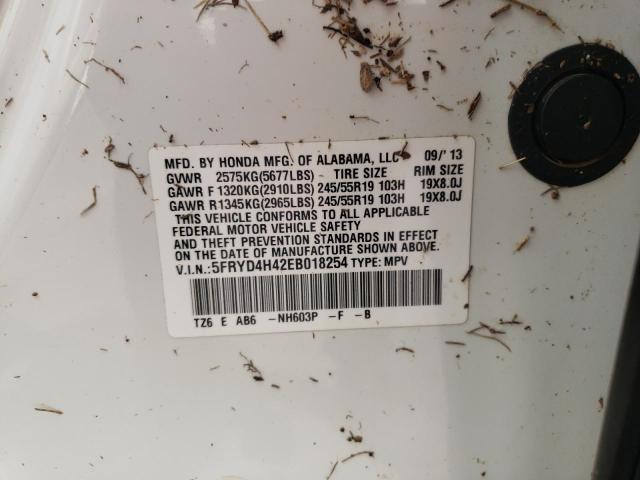 MFD. BY HONDA MFG. OF ALABAMA, LLC 09/'13
GVWR 2575KG(5677LBS) TIRE SIZE RIM SIZE
GAWR F 1320KG(2910LBS) 245/55R19 103H 19X8.0J
GAWR R 1345KG(2965LBS) 245/55R19 103H 19X8.0J
THIS VEHICLE CONFORMS TO ALL APPLICABLE
FEDERAL MOTOR VEHICLE SAFETY
AND THEFT PREVENTION STANDARDS IN EFFECT
ON THE DATE OF MANUFACTURE SHOWN ABOVE.
V.I.N.: 5FRYD4H42EB018254 TYPE: MPV
TZ6 E AB6 -NH603P -F -B